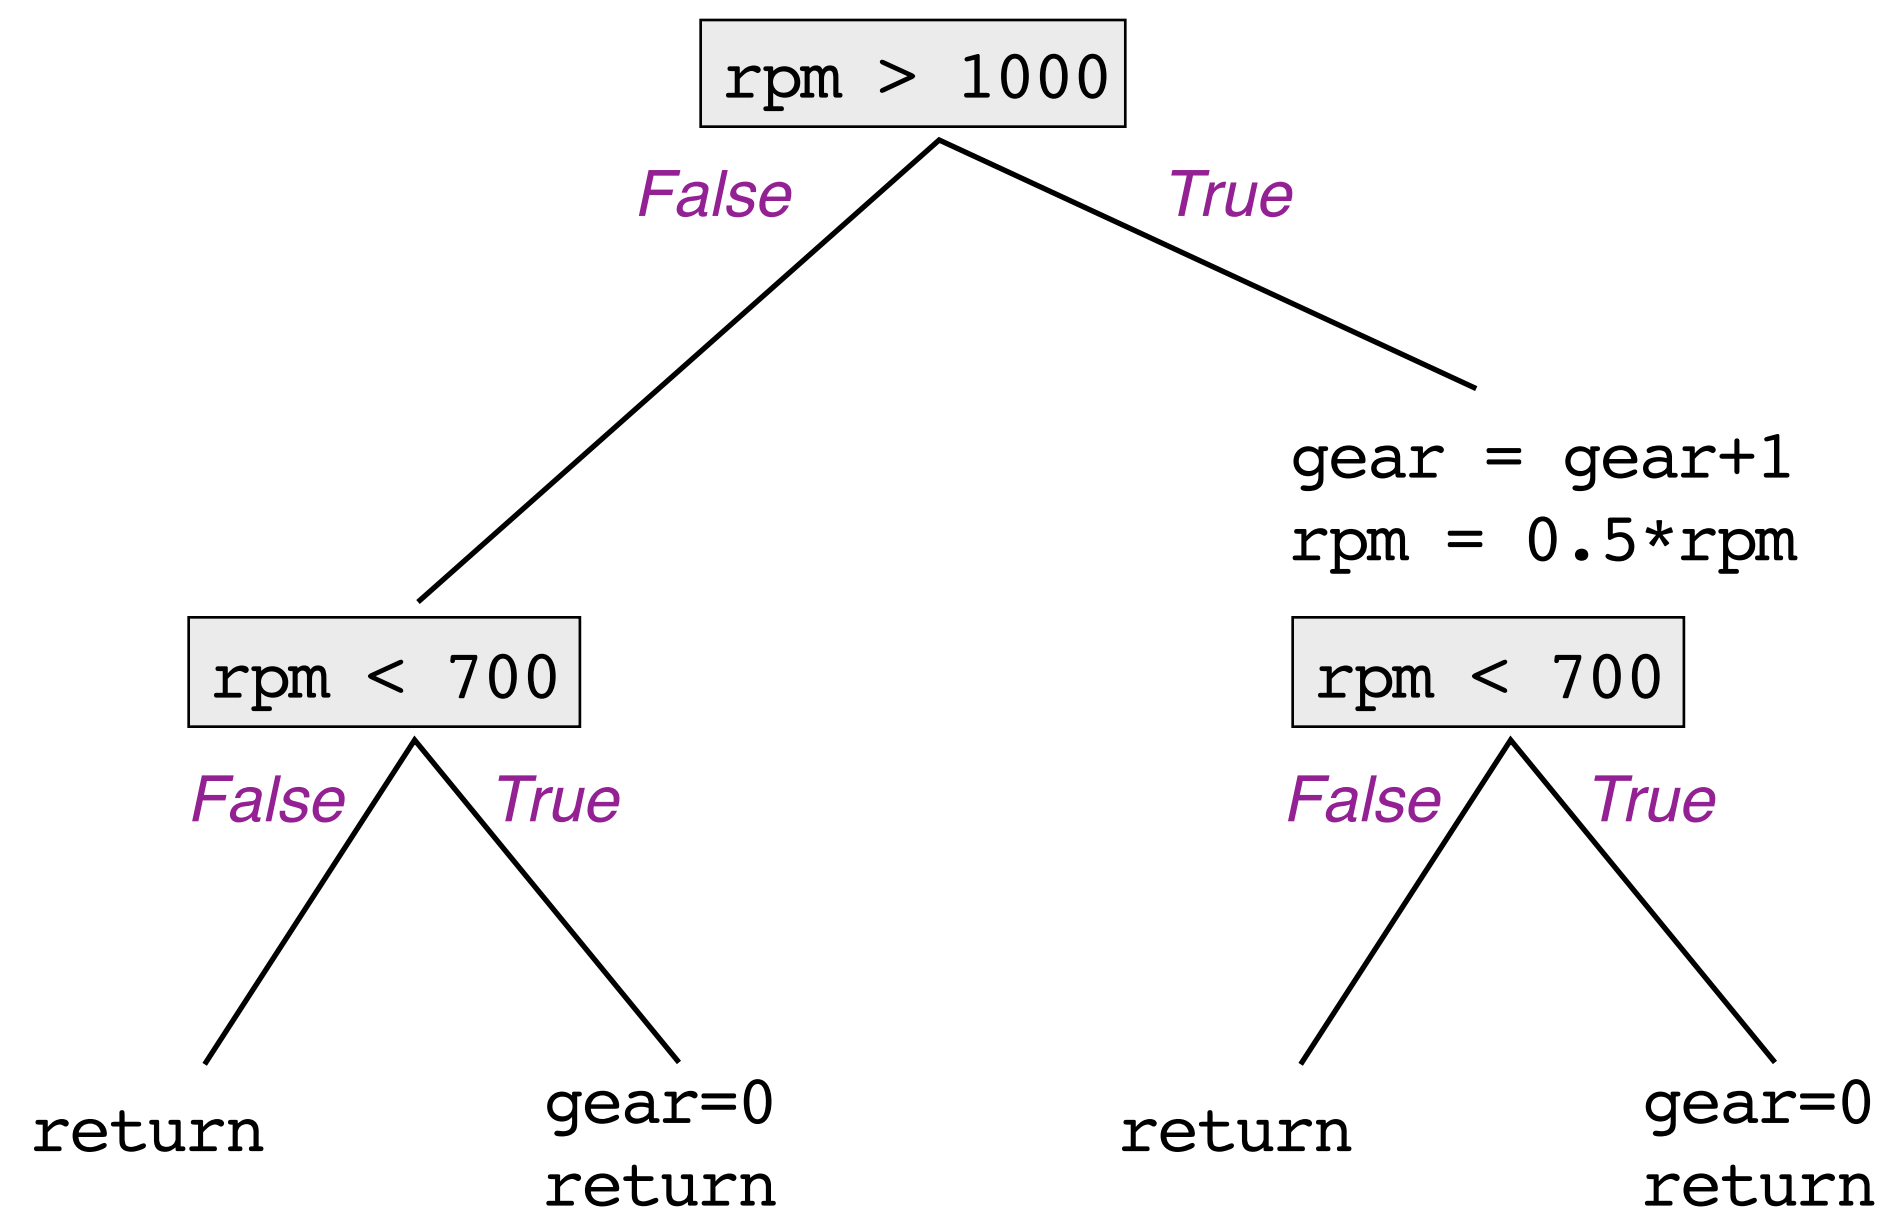 rpm > 1000
False
True
gear = gear+1
rpm = 0.5*rpm
rpm < 700
rpm < 700
False
True
False
True
return
gear=0
return
return
gear=0
return